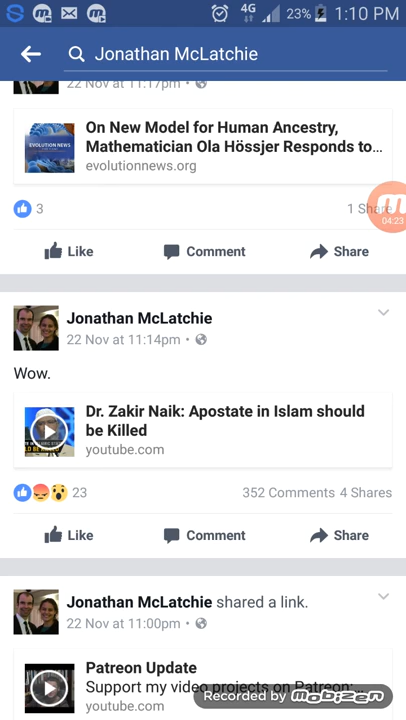 4G 23% 1:10 PM
Jonathan McLatchie
22 Nov at 11:17pm •
On New Model for Human Ancestry,
Mathematician Ola Hössjer Responds to...
EVOLUTION NEWS
evolutionnews.org
3 1 Share
04:23
Like Comment Share
Jonathan McLatchie
22 Nov at 11:14pm •
Wow.
Dr. Zakir Naik: Apostate in Islam should
be Killed
youtube.com
23 352 Comments 4 Shares
Like Comment Share
Jonathan McLatchie shared a link.
22 Nov at 11:00pm •
Patreon Update
Support my video projects on Patreon:...
youtube.com
Recorded by mobizen